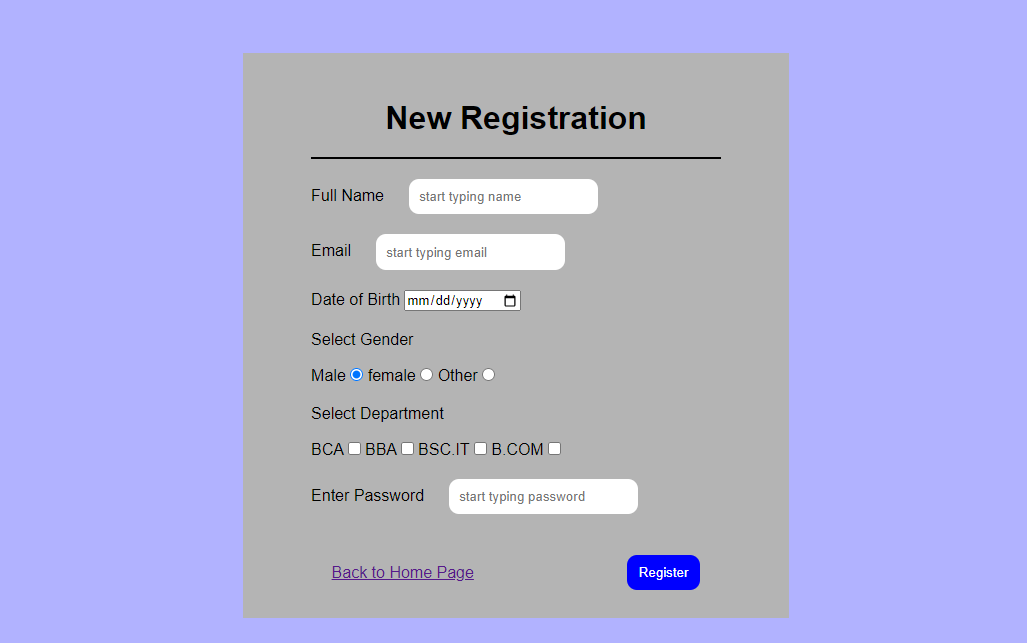 New Registration
Full Name start typing name
Email start typing email
Date of Birth mm/dd/yyyy
Select Gender
Male female Other
Select Department
BCA BBA BSC.IT B.COM
Enter Password start typing password
Back to Home Page Register